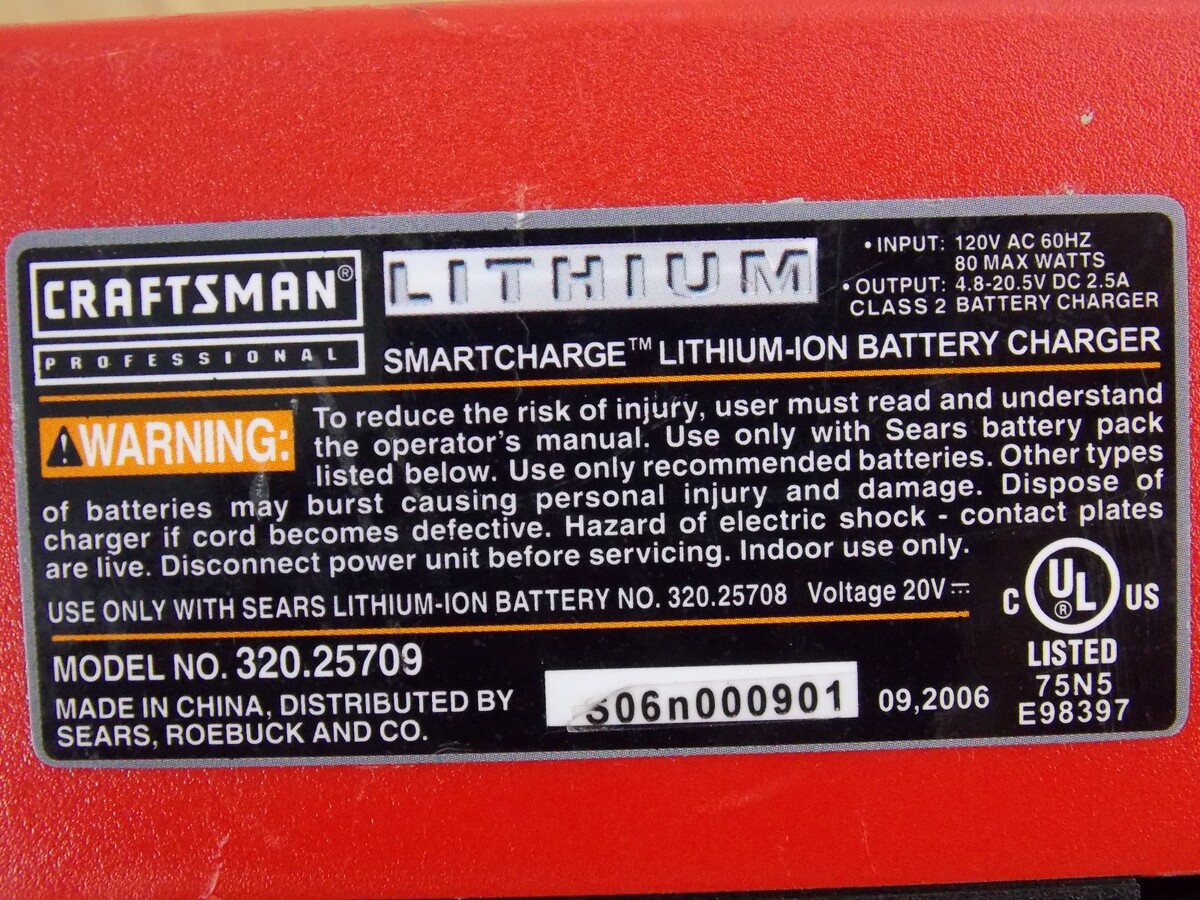 CRAFTSMAN®
PROFESSIONAL
LITHIUM
• INPUT: 120V AC 60HZ
80 MAX WATTS
• OUTPUT: 4.8-20.5V DC 2.5A
CLASS 2 BATTERY CHARGER
SMARTCHARGE™ LITHIUM-ION BATTERY CHARGER
⚠WARNING:
To reduce the risk of injury, user must read and understand
the operator's manual. Use only with Sears battery pack
listed below. Use only recommended batteries. Other types
of batteries may burst causing personal injury and damage. Dispose of
charger if cord becomes defective. Hazard of electric shock - contact plates
are live. Disconnect power unit before servicing. Indoor use only.
USE ONLY WITH SEARS LITHIUM-ION BATTERY NO. 320.25708 Voltage 20V⎓
C UL® US
LISTED
75N5
E98397
MODEL NO. 320.25709
MADE IN CHINA, DISTRIBUTED BY
SEARS, ROEBUCK AND CO.
S06n000901
09,2006